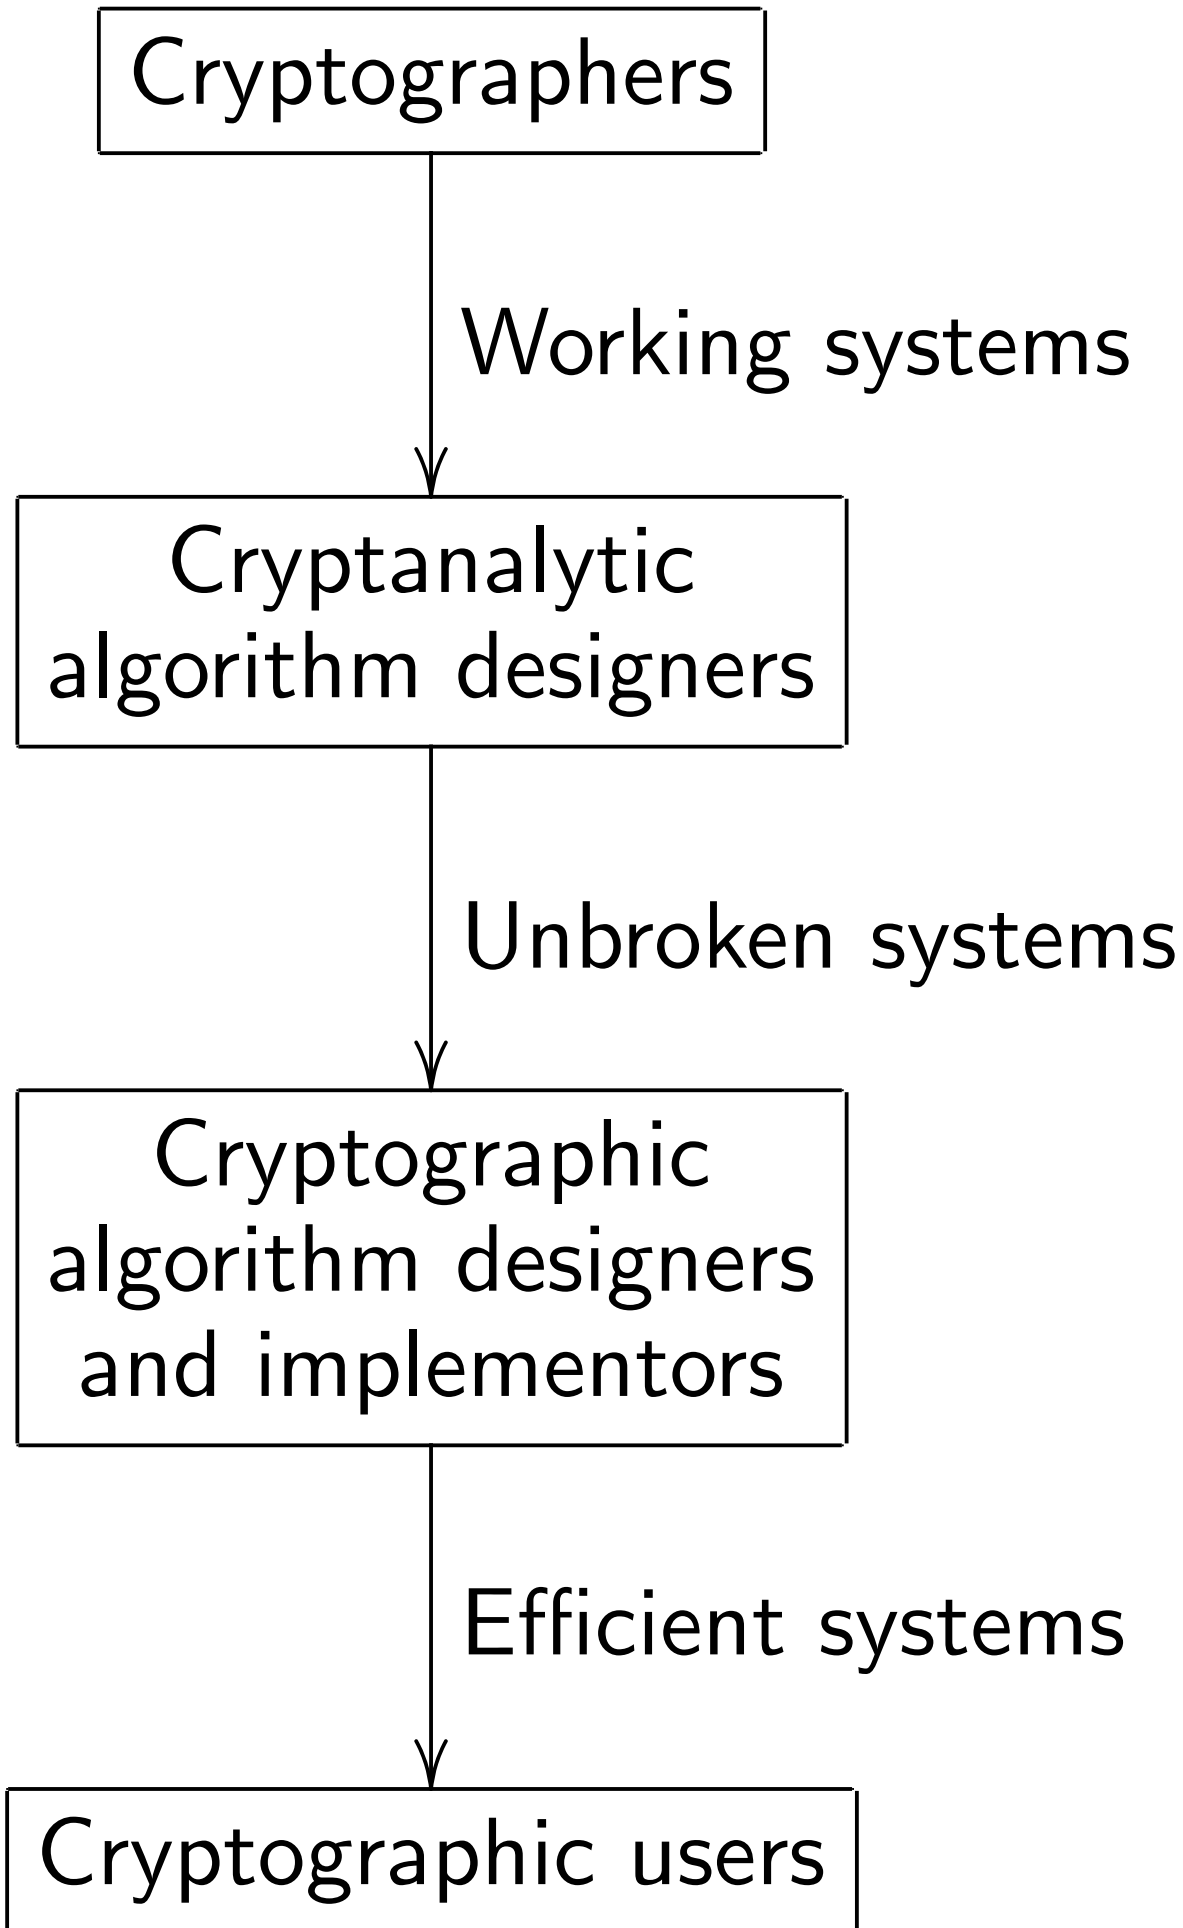 Cryptographers
Working systems
Cryptanalytic
algorithm designers
Unbroken systems
Cryptographic
algorithm designers
and implementors
Efficient systems
Cryptographic users